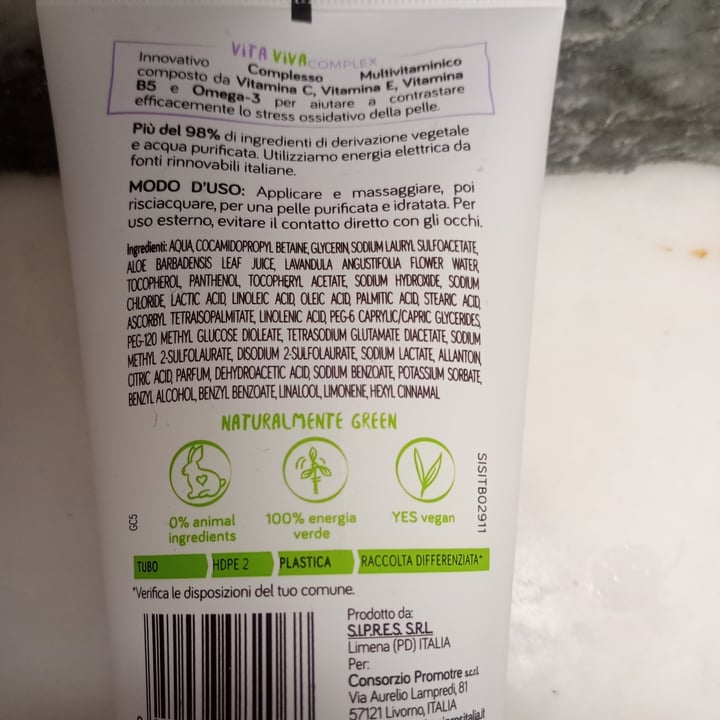 VITA VIVA COMPLEX
Innovativo Complesso Multivitaminico
composto da Vitamina C, Vitamina E, Vitamina
B5 e Omega-3 per aiutare a contrastare
efficacemente lo stress ossidativo della pelle.
Più del 98% di ingredienti di derivazione vegetale
e acqua purificata. Utilizziamo energia elettrica da
fonti rinnovabili italiane.
MODO D'USO: Applicare e massaggiare, poi
risciacquare, per una pelle purificata e idratata. Per
uso esterno, evitare il contatto diretto con gli occhi.
Ingredienti: AQUA, COCAMIDOPROPYL BETAINE, GLYCERIN, SODIUM LAURYL SULFOACETATE,
ALOE BARBADENSIS LEAF JUICE, LAVANDULA ANGUSTIFOLIA FLOWER WATER,
TOCOPHEROL, PANTHENOL, TOCOPHERYL ACETATE, SODIUM HYDROXIDE, SODIUM
CHLORIDE, LACTIC ACID, LINOLEIC ACID, OLEIC ACID, PALMITIC ACID, STEARIC ACID,
ASCORBYL TETRAISOPALMITATE, LINOLENIC ACID, PEG-6 CAPRYLIC/CAPRIC GLYCERIDES,
PEG-120 METHYL GLUCOSE DIOLEATE, TETRASODIUM GLUTAMATE DIACETATE, SODIUM
METHYL 2-SULFOLAURATE, DISODIUM 2-SULFOLAURATE, SODIUM LACTATE, ALLANTOIN,
CITRIC ACID, PARFUM, DEHYDROACETIC ACID, SODIUM BENZOATE, POTASSIUM SORBATE,
BENZYL ALCOHOL, BENZYL BENZOATE, LINALOOL, LIMONENE, HEXYL CINNAMAL
NATURALMENTE GREEN
0% animal
ingredients
100% energia
verde
YES vegan
GC5
SISITB02911
TUBO HDPE 2 PLASTICA RACCOLTA DIFFERENZIATA*
*Verifica le disposizioni del tuo comune.
Prodotto da:
S.I.P.R.E.S. S.R.L.
Limena (PD) ITALIA
Per:
Consorzio Promotre s.c.r.l.
Via Aurelio Lampredi, 81
57121 Livorno, ITALIA